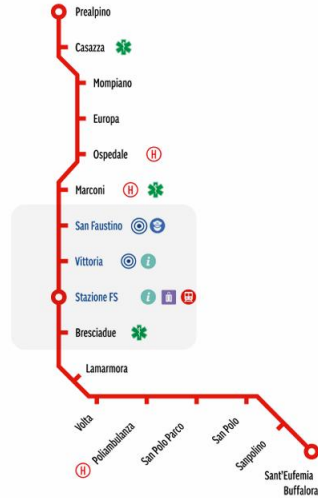 Prealpino
Casazza
Mompiano
Europa
Ospedale H
Marconi H
San Faustino
Vittoria i
Stazione FS i
Bresciadue
Lamarmora
Volta
H Poliambulanza
San Polo Parco
San Polo
Sanpolino
Sant'Eufemia
Buffalora